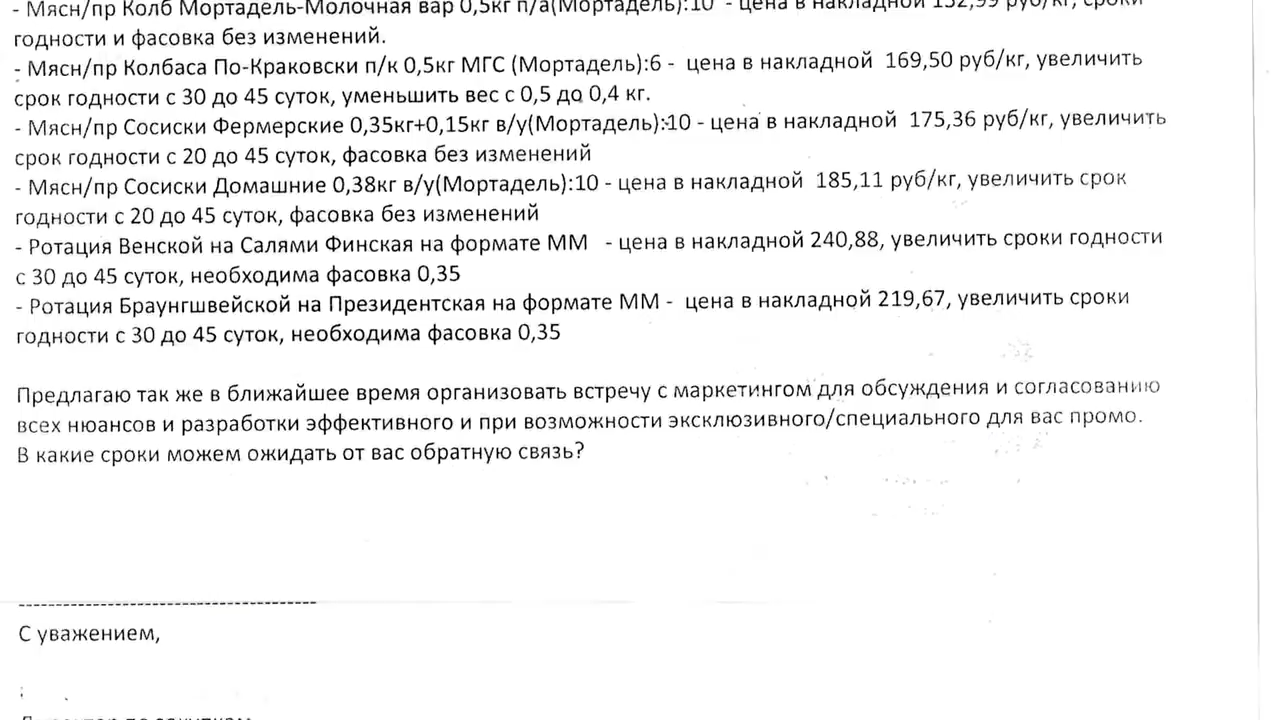 - Мясн/пр Колб Мортадель-Молочная вар 0,5кг п/а(Мортадель):10 - цена в накладной 132,99 руб/кг, сроки
годности и фасовка без изменений.
- Мясн/пр Колбаса По-Краковски п/к 0,5кг МГС (Мортадель):6 - цена в накладной 169,50 руб/кг, увеличить
срок годности с 30 до 45 суток, уменьшить вес с 0,5 до 0,4 кг.
- Мясн/пр Сосиски Фермерские 0,35кг+0,15кг в/у(Мортадель):10 - цена в накладной 175,36 руб/кг, увеличить
срок годности с 20 до 45 суток, фасовка без изменений
- Мясн/пр Сосиски Домашние 0,38кг в/у(Мортадель):10 - цена в накладной 185,11 руб/кг, увеличить срок
годности с 20 до 45 суток, фасовка без изменений
- Ротация Венской на Салями Финская на формате ММ - цена в накладной 240,88, увеличить сроки годности
с 30 до 45 суток, необходима фасовка 0,35
- Ротация Браунгшвейской на Президентская на формате ММ - цена в накладной 219,67, увеличить сроки
годности с 30 до 45 суток, необходима фасовка 0,35
Предлагаю так же в ближайшее время организовать встречу с маркетингом для обсуждения и согласованию
всех нюансов и разработки эффективного и при возможности эксклюзивного/специального для вас промо.
В какие сроки можем ожидать от вас обратную связь?
----------------------------------------
С уважением,
Директор по закупкам